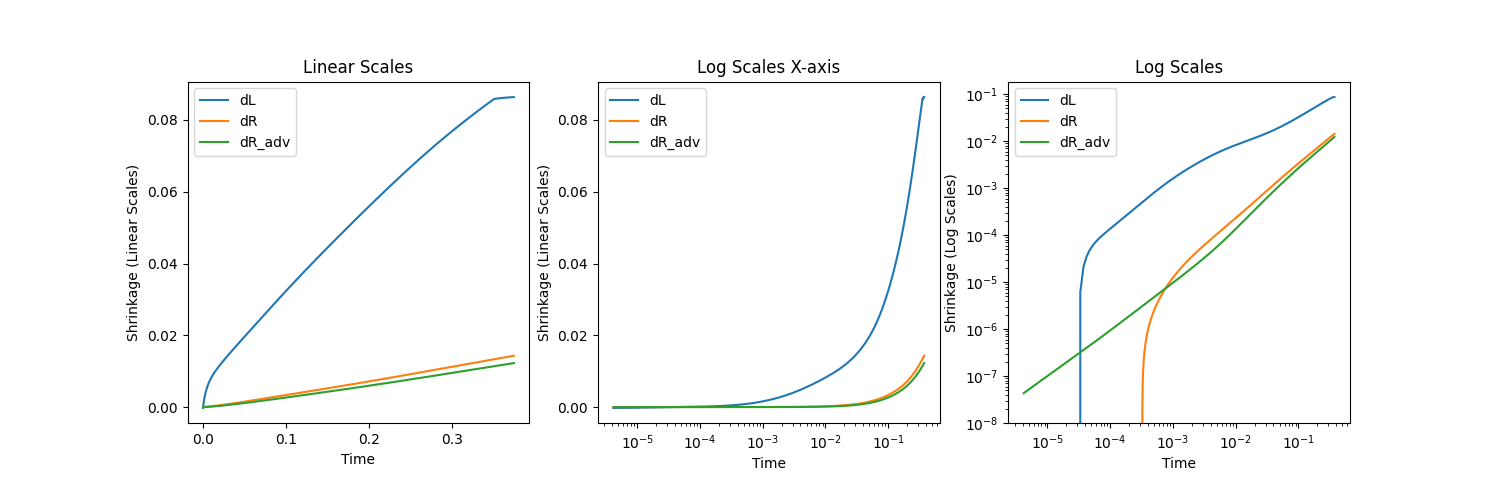 Linear Scales
Shrinkage (Linear Scales)
dL
dR
dR_adv
0.08
0.06
0.04
0.02
0.00
0.0 0.1 0.2 0.3
Time
Log Scales X-axis
Shrinkage (Linear Scales)
dL
dR
dR_adv
0.08
0.06
0.04
0.02
0.00
10⁻⁵ 10⁻⁴ 10⁻³ 10⁻² 10⁻¹
Time
Log Scales
Shrinkage (Log Scales)
dL
dR
dR_adv
10⁻¹
10⁻²
10⁻³
10⁻⁴
10⁻⁵
10⁻⁶
10⁻⁷
10⁻⁸
10⁻⁵ 10⁻⁴ 10⁻³ 10⁻² 10⁻¹
Time